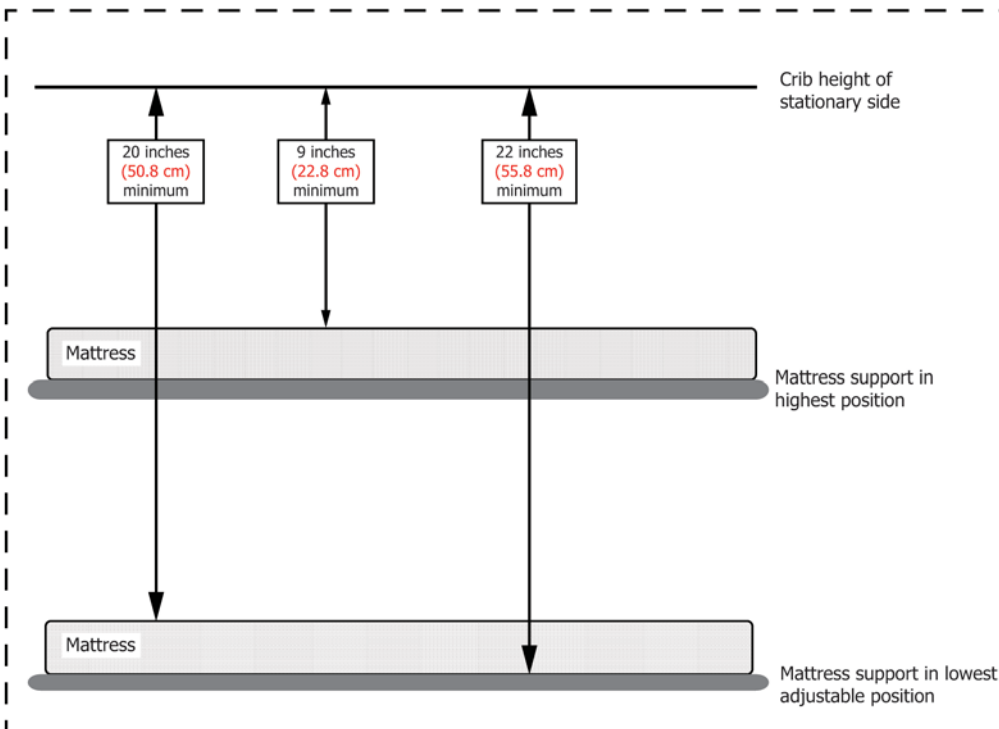 Crib height of
stationary side
20 inches
(50.8 cm)
minimum
9 inches
(22.8 cm)
minimum
22 inches
(55.8 cm)
minimum
Mattress
Mattress support in
highest position
Mattress
Mattress support in lowest
adjustable position